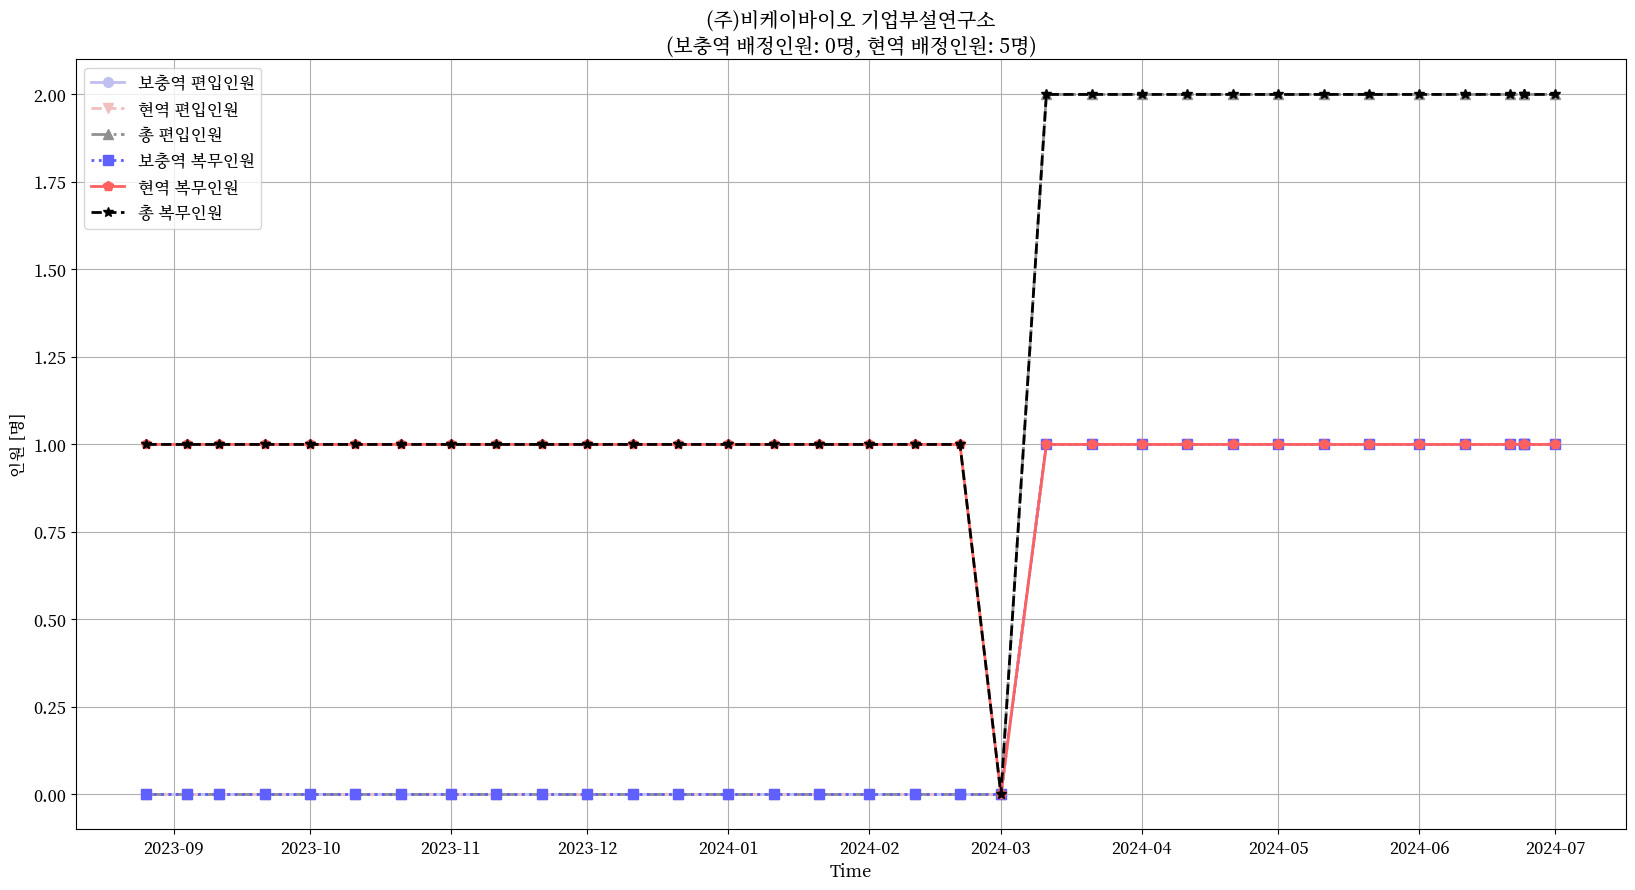 (주)비케이바이오 기업부설연구소
(보충역 배정인원: 0명, 현역 배정인원: 5명)
보충역 편입인원
현역 편입인원
총 편입인원
보충역 복무인원
현역 복무인원
총 복무인원
인원 [명]
2.00
1.75
1.50
1.25
1.00
0.75
0.50
0.25
0.00
2023-09 2023-10 2023-11 2023-12 2024-01 2024-02 2024-03 2024-04 2024-05 2024-06 2024-07
Time